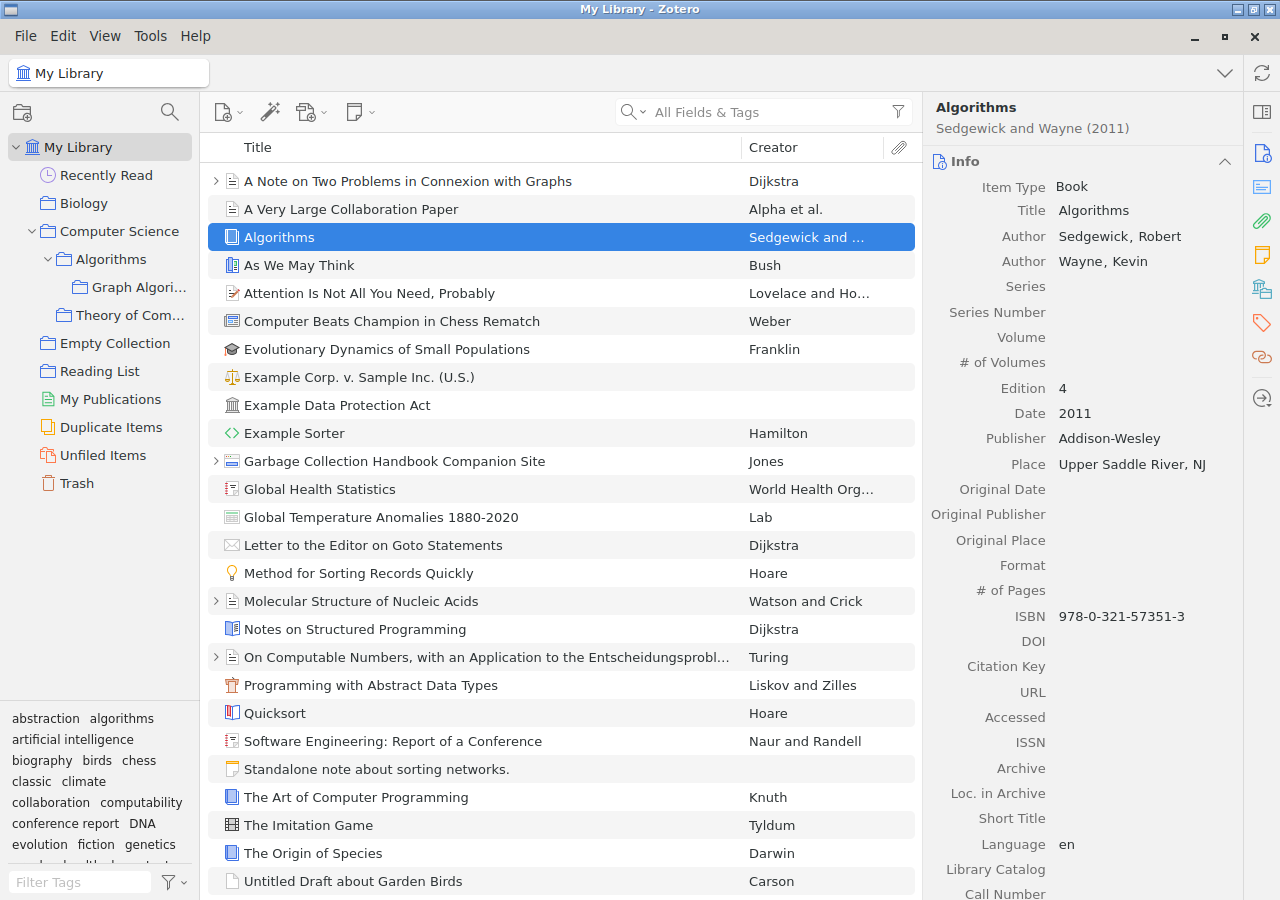 My Library - Zotero
File Edit View Tools Help
My Library
All Fields & Tags
My Library
Recently Read
Biology
Computer Science
Algorithms
Graph Algori...
Theory of Com...
Empty Collection
Reading List
My Publications
Duplicate Items
Unfiled Items
Trash
abstraction algorithms
artificial intelligence
biography birds chess
classic climate
collaboration computability
conference report DNA
evolution fiction genetics
Filter Tags
Title Creator
A Note on Two Problems in Connexion with Graphs Dijkstra
A Very Large Collaboration Paper Alpha et al.
Algorithms Sedgewick and ...
As We May Think Bush
Attention Is Not All You Need, Probably Lovelace and Ho...
Computer Beats Champion in Chess Rematch Weber
Evolutionary Dynamics of Small Populations Franklin
Example Corp. v. Sample Inc. (U.S.)
Example Data Protection Act
Example Sorter Hamilton
Garbage Collection Handbook Companion Site Jones
Global Health Statistics World Health Org...
Global Temperature Anomalies 1880-2020 Lab
Letter to the Editor on Goto Statements Dijkstra
Method for Sorting Records Quickly Hoare
Molecular Structure of Nucleic Acids Watson and Crick
Notes on Structured Programming Dijkstra
On Computable Numbers, with an Application to the Entscheidungsprobl... Turing
Programming with Abstract Data Types Liskov and Zilles
Quicksort Hoare
Software Engineering: Report of a Conference Naur and Randell
Standalone note about sorting networks.
The Art of Computer Programming Knuth
The Imitation Game Tyldum
The Origin of Species Darwin
Untitled Draft about Garden Birds Carson
Algorithms
Sedgewick and Wayne (2011)
Info
Item Type Book
Title Algorithms
Author Sedgewick, Robert
Author Wayne, Kevin
Series
Series Number
Volume
# of Volumes
Edition 4
Date 2011
Publisher Addison-Wesley
Place Upper Saddle River, NJ
Original Date
Original Publisher
Original Place
Format
# of Pages
ISBN 978-0-321-57351-3
DOI
Citation Key
URL
Accessed
ISSN
Archive
Loc. in Archive
Short Title
Language en
Library Catalog
Call Number